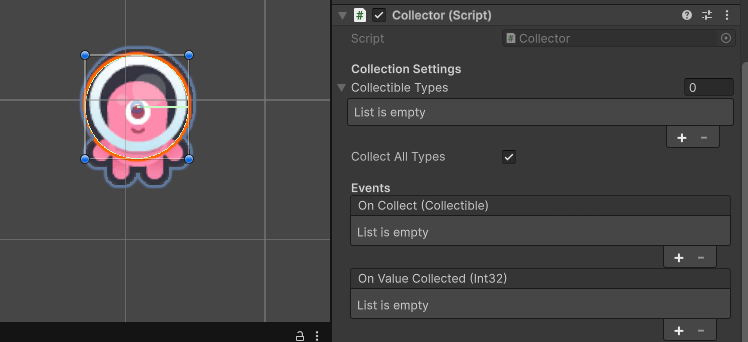 Collector (Script)
Script
Collector
Collection Settings
Collectible Types
0
List is empty
Collect All Types
Events
On Collect (Collectible)
List is empty
On Value Collected (Int32)
List is empty